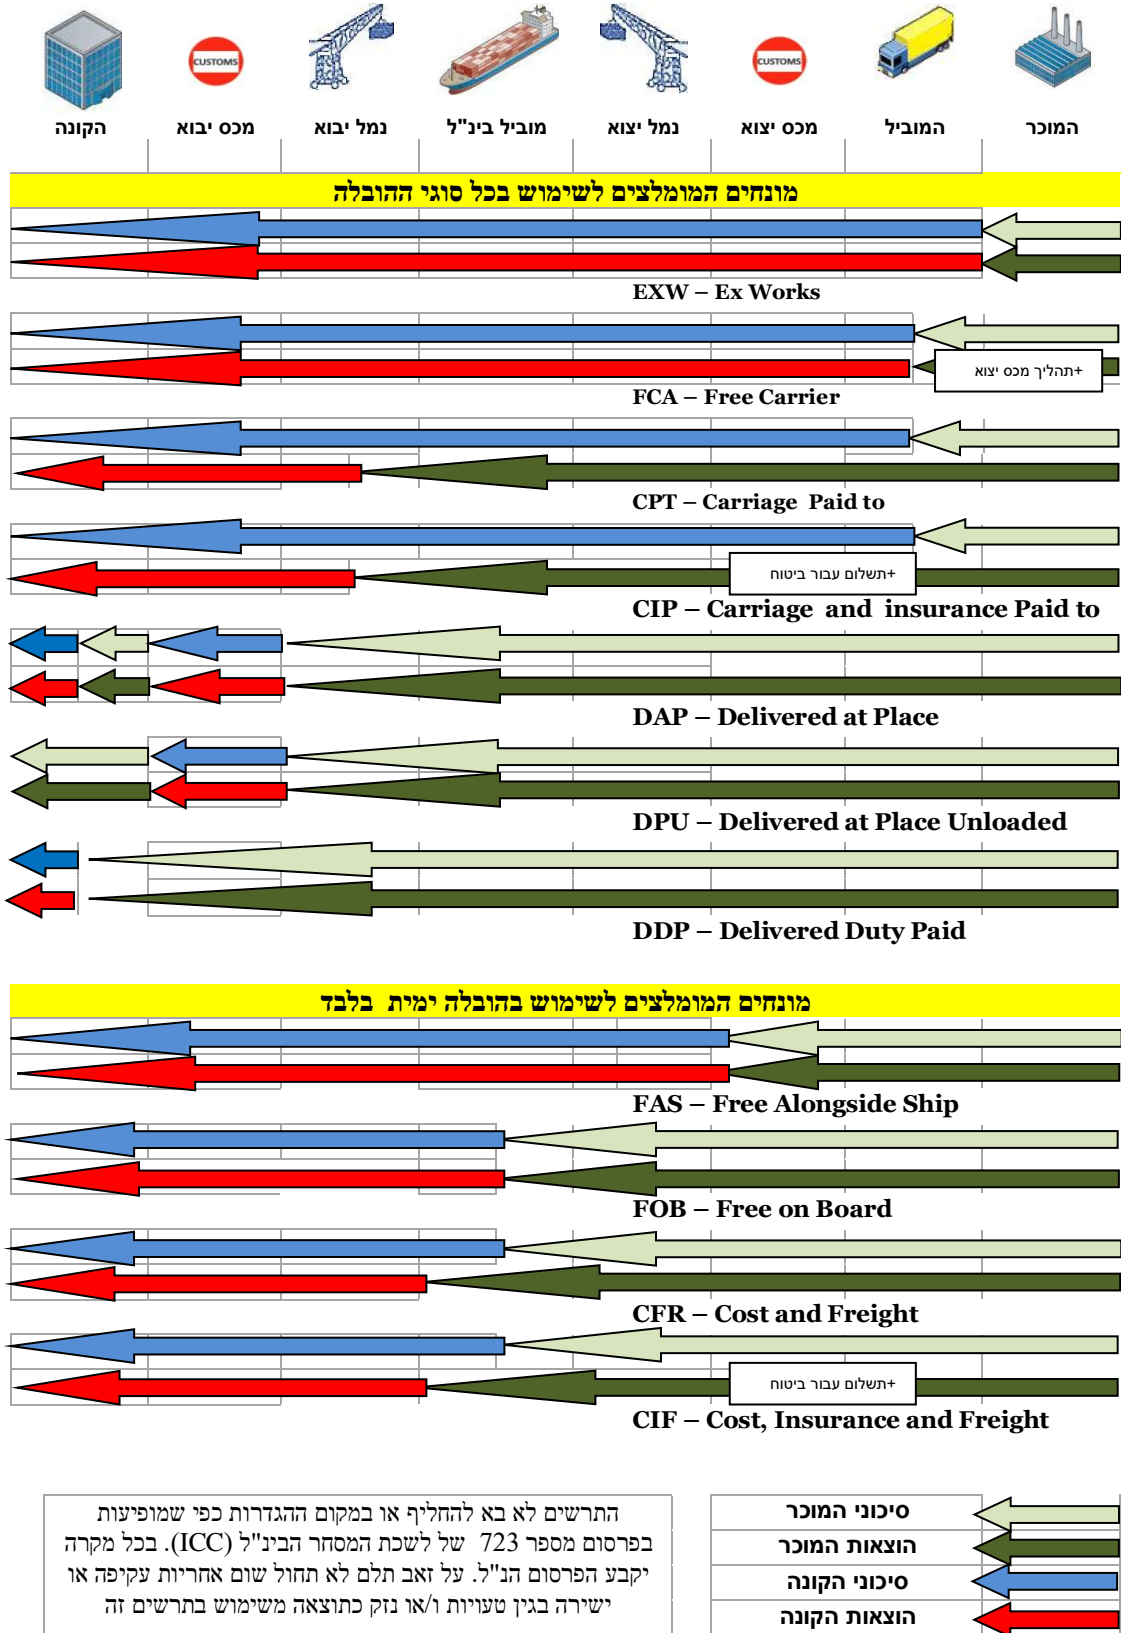 CUSTOMS
CUSTOMS
המוכר
המוביל
מכס יצוא
נמל יצוא
מוביל בינ"ל
נמל יבוא
מכס יבוא
הקונה
מונחים המומלצים לשימוש בכל סוגי ההובלה
EXW – Ex Works
+תהליך מכס יצוא
FCA – Free Carrier
CPT – Carriage Paid to
+תשלום עבור ביטוח
CIP – Carriage and insurance Paid to
DAP – Delivered at Place
DPU – Delivered at Place Unloaded
DDP – Delivered Duty Paid
מונחים המומלצים לשימוש בהובלה ימית בלבד
FAS – Free Alongside Ship
FOB – Free on Board
CFR – Cost and Freight
+תשלום עבור ביטוח
CIF – Cost, Insurance and Freight
סיכוני המוכר
הוצאות המוכר
סיכוני הקונה
הוצאות הקונה
התרשים לא בא להחליף או במקום ההגדרות כפי שמופיעות
בפרסום מספר 723 של לשכת המסחר הבינ"ל (ICC). בכל מקרה
יקבע הפרסום הנ"ל. על זאב תלם לא תחול שום אחריות עקיפה או
ישירה בגין טעויות ו/או נזק כתוצאה משימוש בתרשים זה